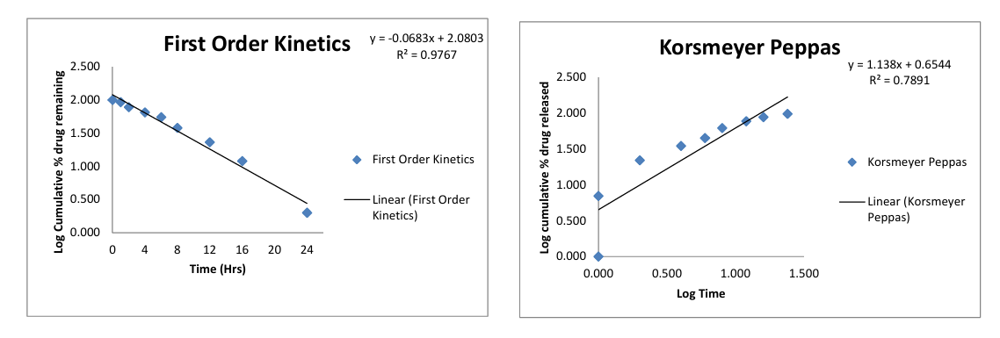 First Order Kinetics
y = -0.0683x + 2.0803
R² = 0.9767
Log Cumulative % drug remaining
2.500
2.000
1.500
1.000
0.500
0.000
0 4 8 12 16 20 24
Time (Hrs)
First Order Kinetics
Linear (First Order
Kinetics)
Korsmeyer Peppas
y = 1.138x + 0.6544
R² = 0.7891
Log cumulative % drug released
2.500
2.000
1.500
1.000
0.500
0.000
0.000 0.500 1.000 1.500
Log Time
Korsmeyer Peppas
Linear (Korsmeyer
Peppas)